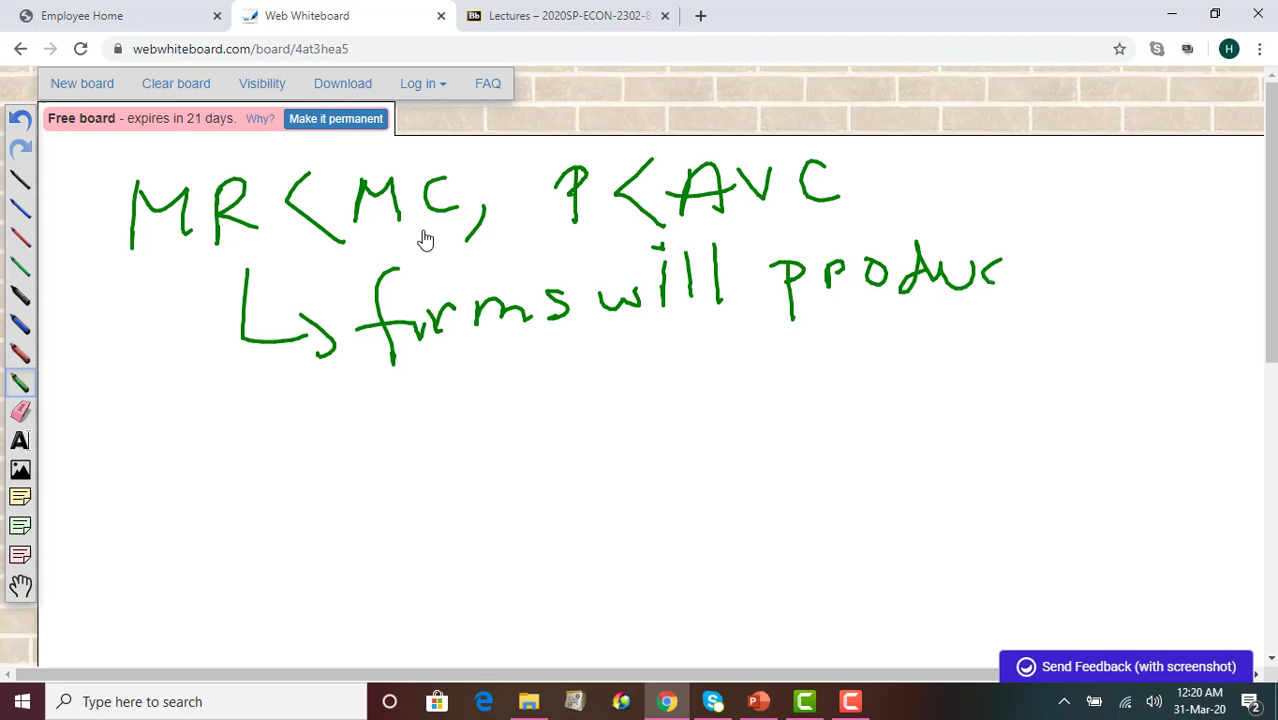 Employee Home
Web Whiteboard
Lectures – 2020SP-ECON-2302-8
webwhiteboard.com/board/4at3hea5
H
New board Clear board Visibility Download Log in FAQ
Free board - expires in 21 days. Why? Make it permanent
MR < MC, P < AVC
firms will produc
A
Send Feedback (with screenshot)
Type here to search
12:20 AM
31-Mar-20
2